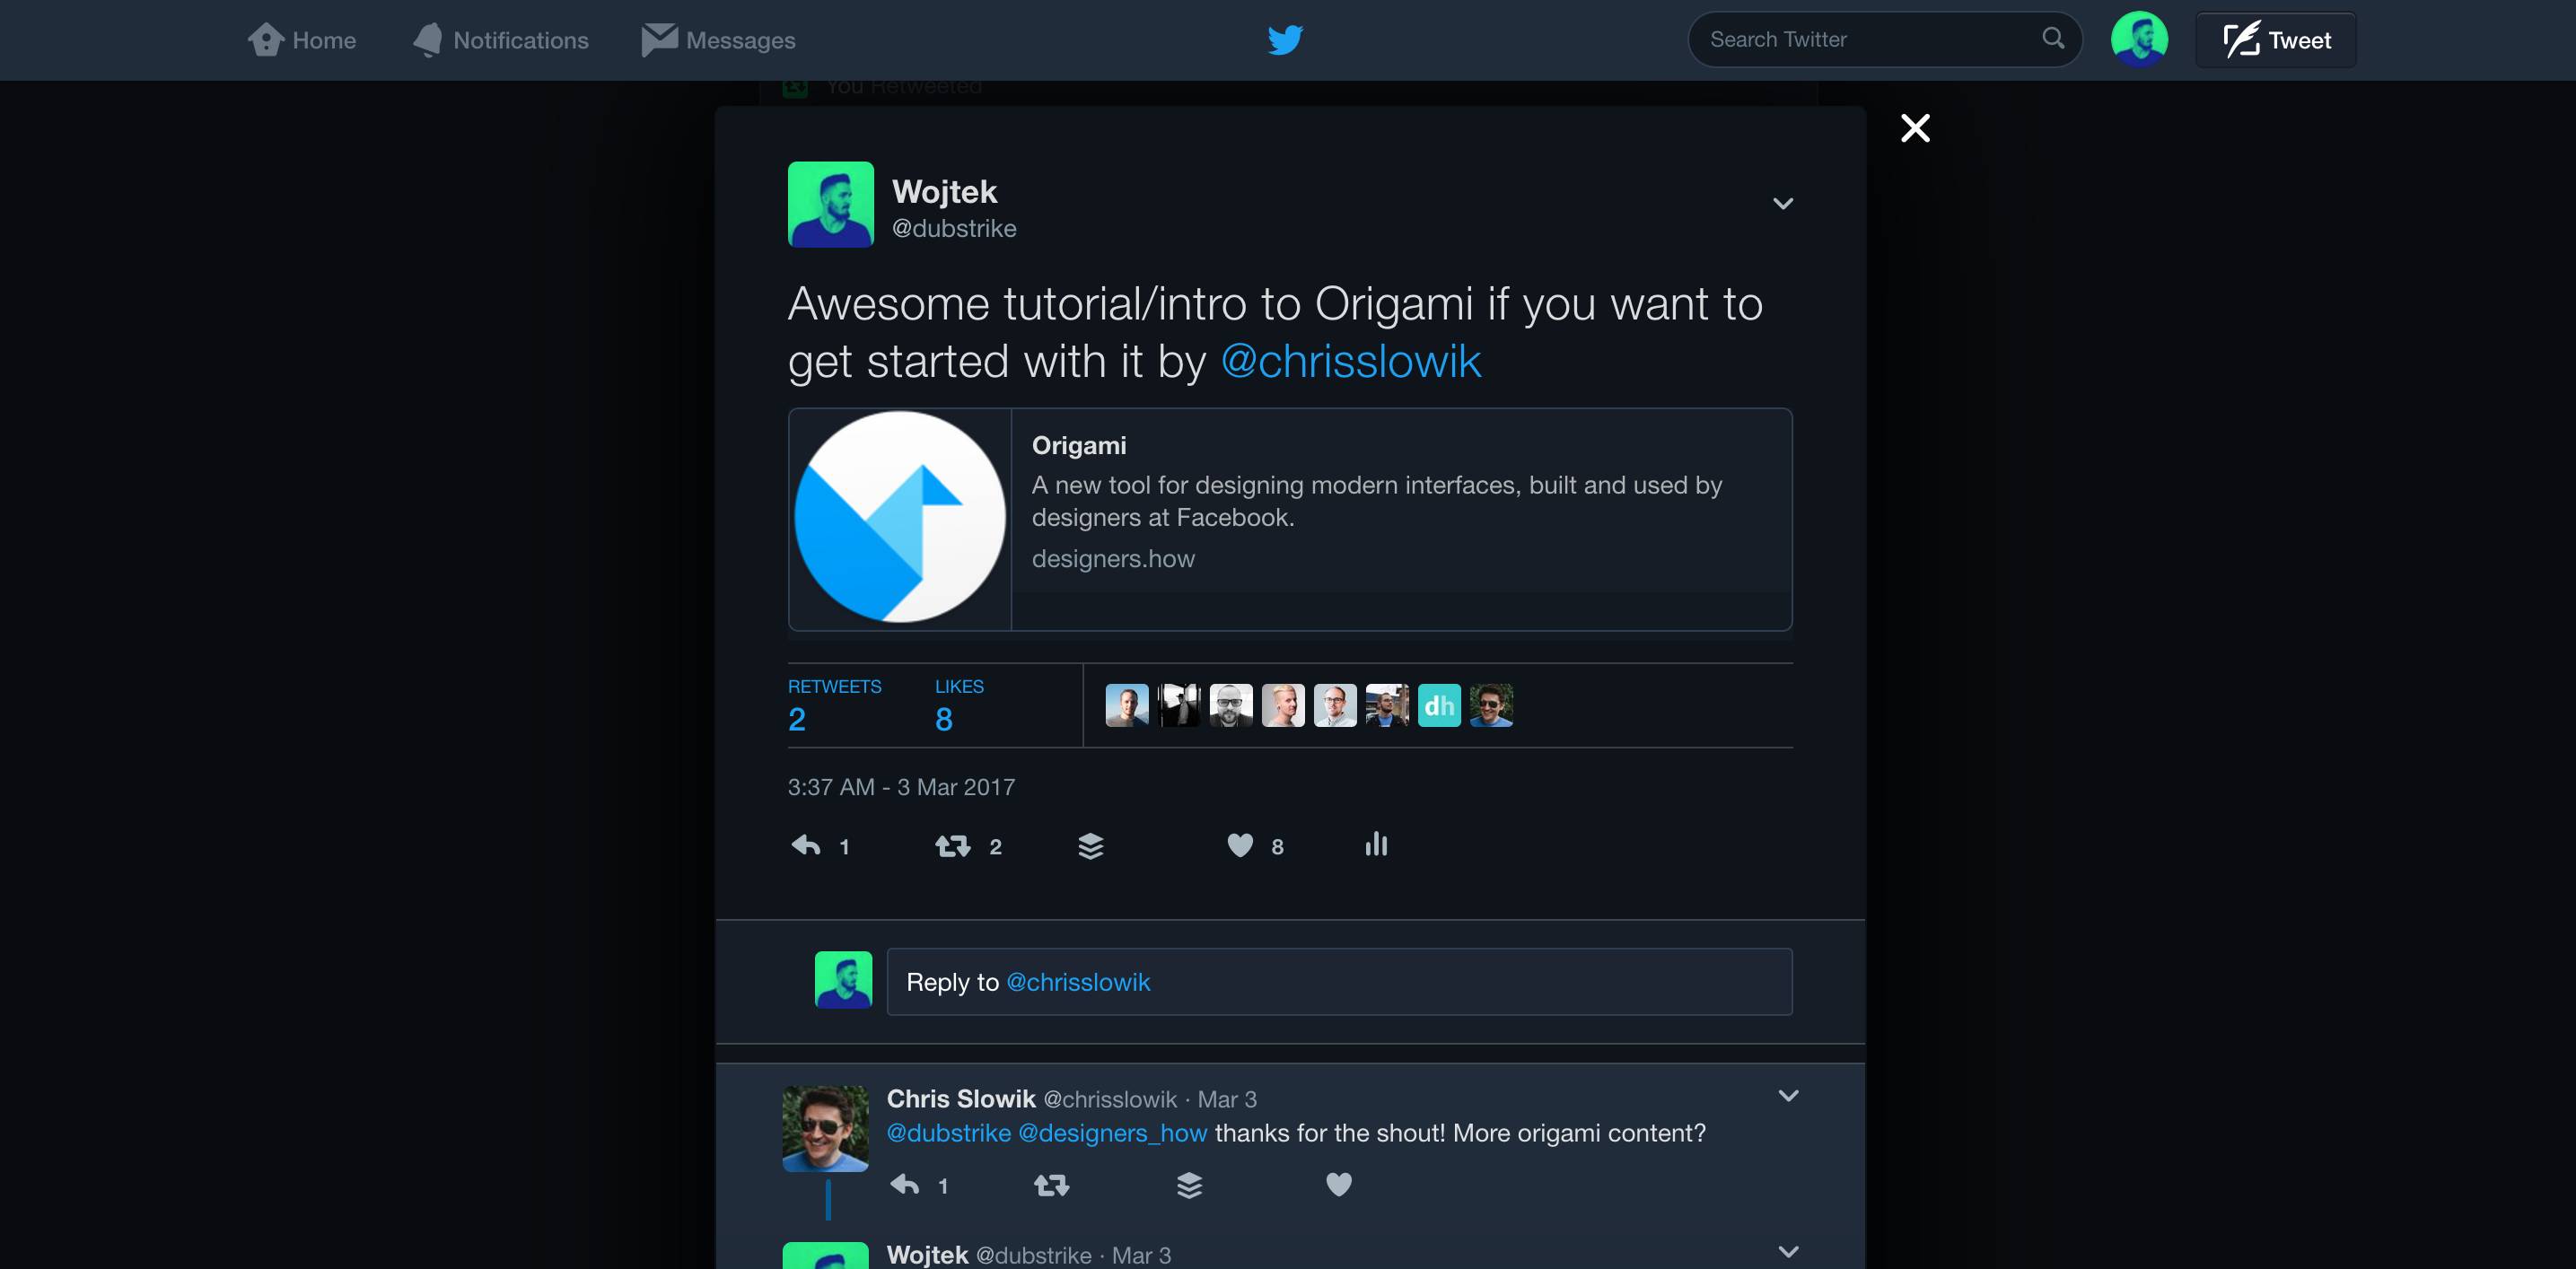 Home
Notifications
Messages
Search Twitter
Tweet
You Retweeted
Wojtek
@dubstrike
Awesome tutorial/intro to Origami if you want to
get started with it by @chrisslowik
Origami
A new tool for designing modern interfaces, built and used by
designers at Facebook.
designers.how
RETWEETS
2
LIKES
8
dh
3:37 AM - 3 Mar 2017
1
2
8
Reply to @chrisslowik
Chris Slowik @chrisslowik · Mar 3
@dubstrike @designers_how thanks for the shout! More origami content?
1
Wojtek @dubstrike · Mar 3